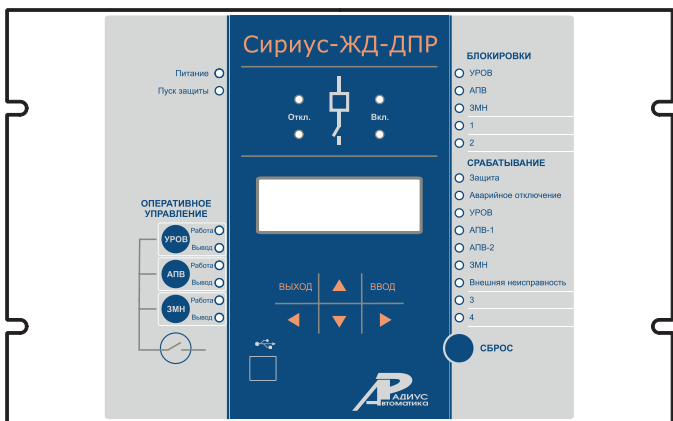 Сириус-ЖД-ДПР
Питание
Пуск защиты
Откл.
Вкл.
ОПЕРАТИВНОЕ
УПРАВЛЕНИЕ
УРОВ
Работа
Вывод
АПВ
Работа
Вывод
ЗМН
Работа
Вывод
ВЫХОД
ВВОД
РАДИУС
Автоматика
БЛОКИРОВКИ
УРОВ
АПВ
ЗМН
1
2
СРАБАТЫВАНИЕ
Защита
Аварийное отключение
УРОВ
АПВ-1
АПВ-2
ЗМН
Внешняя неисправность
3
4
СБРОС